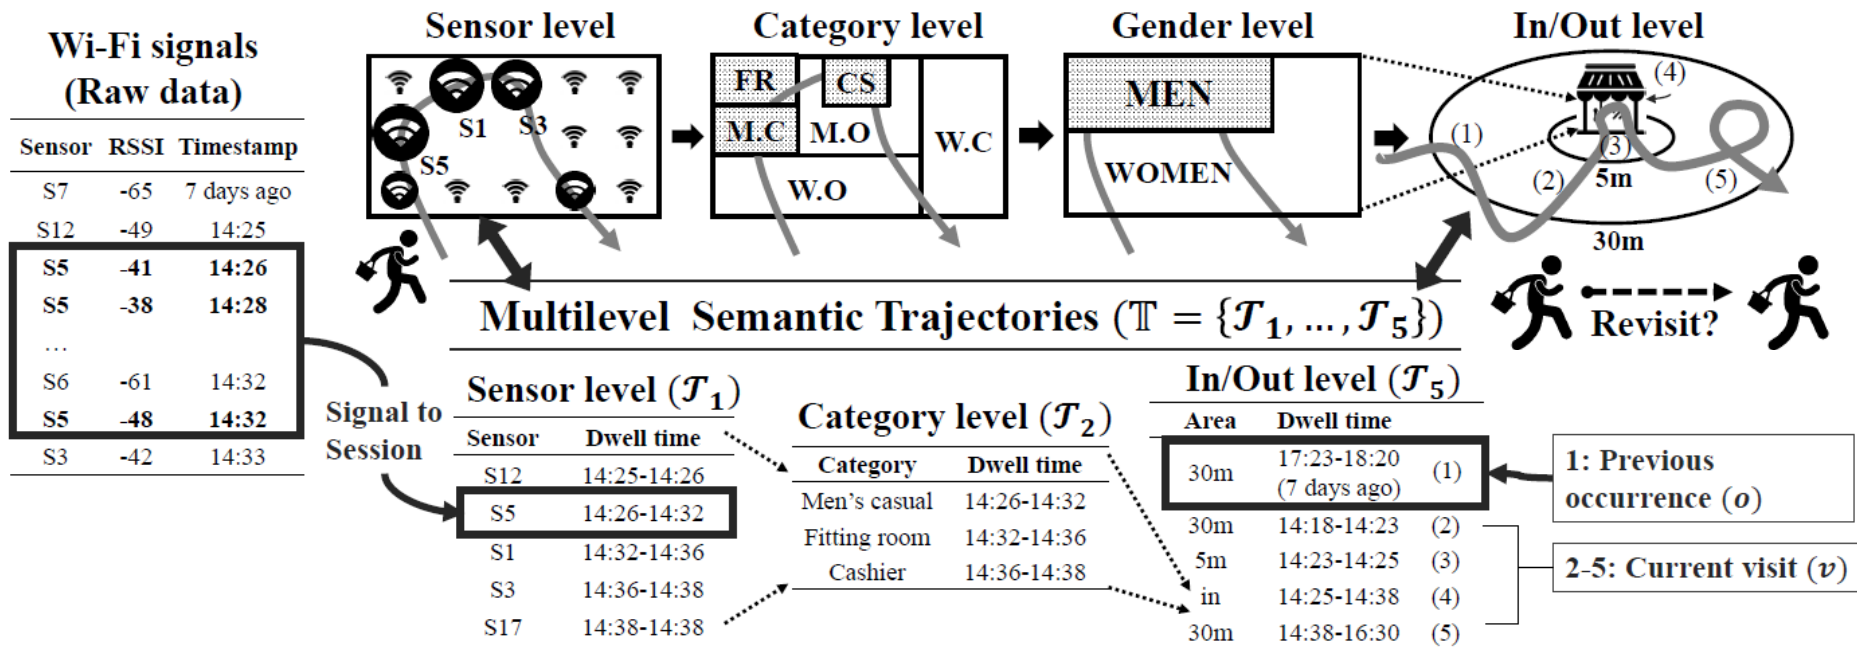 Wi-Fi signals
(Raw data)
Sensor RSSI Timestamp
S7 -65 7 days ago
S12 -49 14:25
S5 -41 14:26
S5 -38 14:28
...
S6 -61 14:32
S5 -48 14:32
S3 -42 14:33
Signal to
Session
Sensor level
S1 S3
S5
Category level
FR CS
M.C M.O W.C
W.O
Gender level
MEN
WOMEN
In/Out level
(4)
(1)
(3)
(2) 5m (5)
30m
Revisit?
Multilevel Semantic Trajectories (𝕋 = {𝒯₁, ..., 𝒯₅})
Sensor level (𝒯₁)
Sensor Dwell time
S12 14:25-14:26
S5 14:26-14:32
S1 14:32-14:36
S3 14:36-14:38
S17 14:38-14:38
Category level (𝒯₂)
Category Dwell time
Men's casual 14:26-14:32
Fitting room 14:32-14:36
Cashier 14:36-14:38
In/Out level (𝒯₅)
Area Dwell time
30m 17:23-18:20 (1)
(7 days ago)
30m 14:18-14:23 (2)
5m 14:23-14:25 (3)
in 14:25-14:38 (4)
30m 14:38-16:30 (5)
1: Previous
occurrence (o)
2-5: Current visit (v)